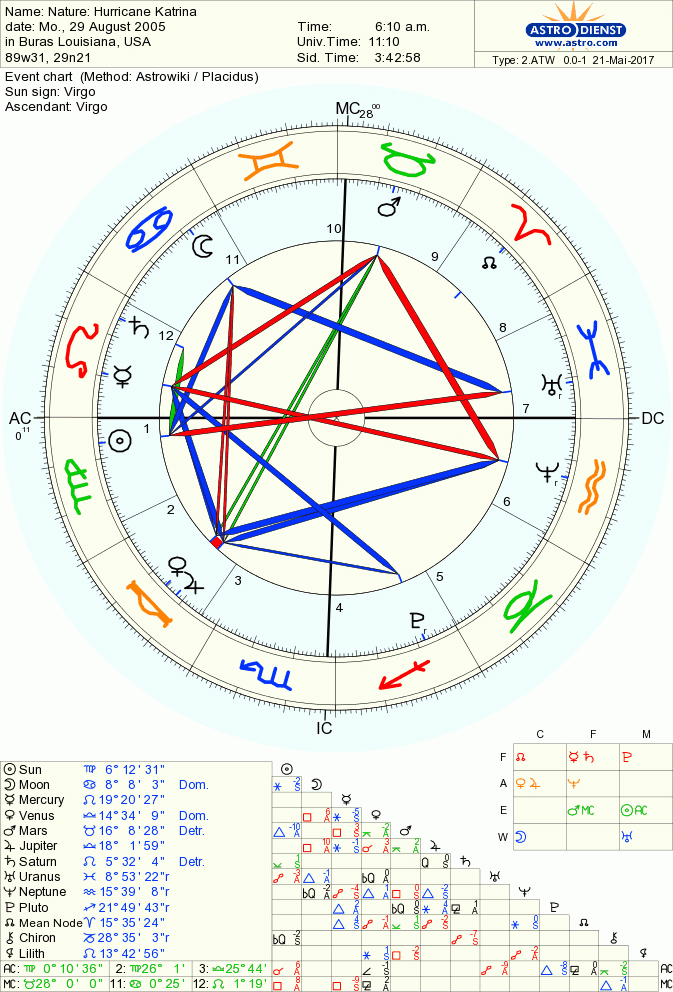 Name: Nature: Hurricane Katrina
date: Mo., 29 August 2005
in Buras Louisiana, USA
89w31, 29n21
Time: 6:10 a.m.
Univ.Time: 11:10
Sid. Time: 3:42:58
ASTRO DIENST
www.astro.com
Type: 2.ATW 0.0-1 21-Mai-2017
Event chart (Method: Astrowiki / Placidus)
Sun sign: Virgo
Ascendant: Virgo
MC 28 00
10
9
11
8
12
AC
0 11
1
7
DC
2
6
3
5
4
r
r
r
IC
C F M
F
A
E MC AC
W
Sun 6° 12' 31"
Moon 8° 8' 3" Dom.
Mercury 19° 20' 27"
Venus 14° 34' 9" Dom.
Mars 16° 8' 28" Detr.
Jupiter 18° 1' 59"
Saturn 5° 32' 4" Detr.
Uranus 8° 53' 22" r
Neptune 15° 39' 8" r
Pluto 21° 49' 43" r
Mean Node 15° 35' 24"
Chiron 28° 35' 3" r
Lilith 13° 42' 56"
AC: 0° 10' 36" 2: 26° 1' 3: 25° 44'
MC: 28° 0' 0" 11: 0° 25' 12: 1° 19'
AC
MC